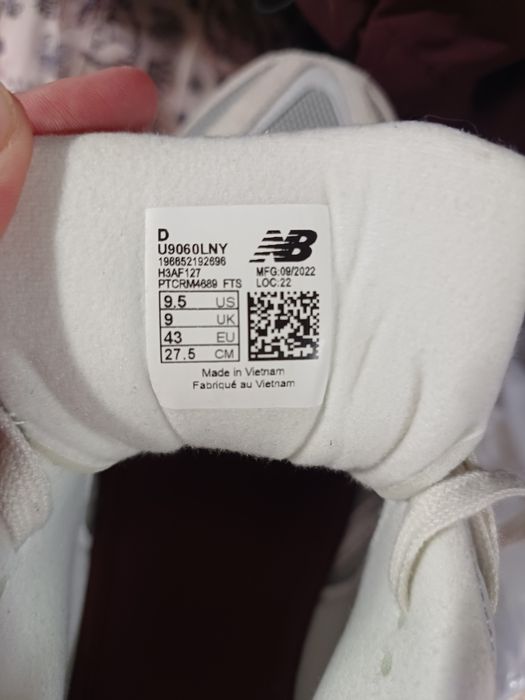 D
U9060LNY
196652192696
H3AF127
PTCRM4689 FTS
NB
MFG:09/2022
LOC:22
9.5 US
9 UK
43 EU
27.5 CM
Made in Vietnam
Fabriqué au Vietnam